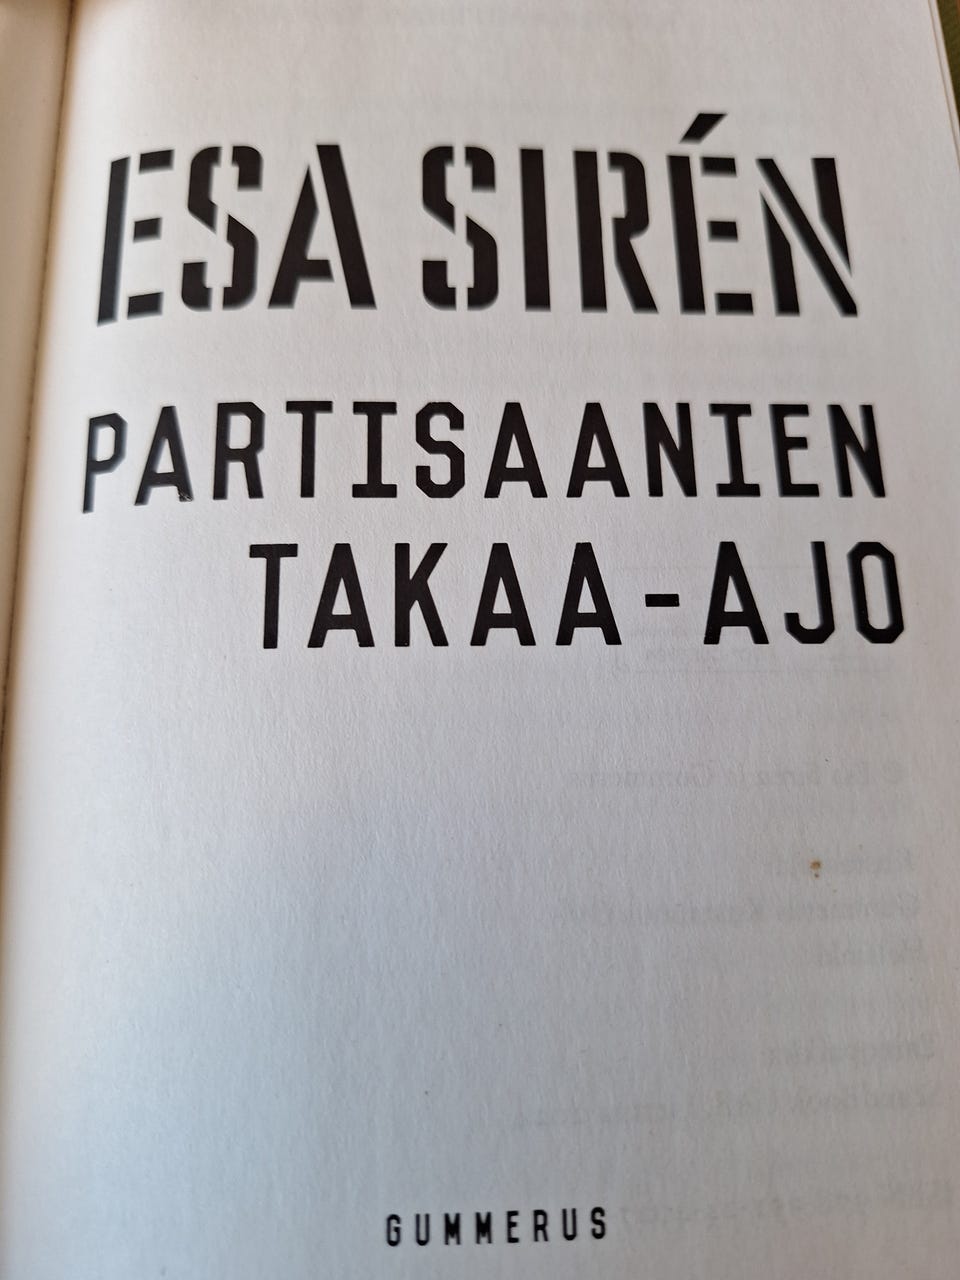 ESA SIRÉN
PARTISAANIEN
TAKAA-AJO
GUMMERUS